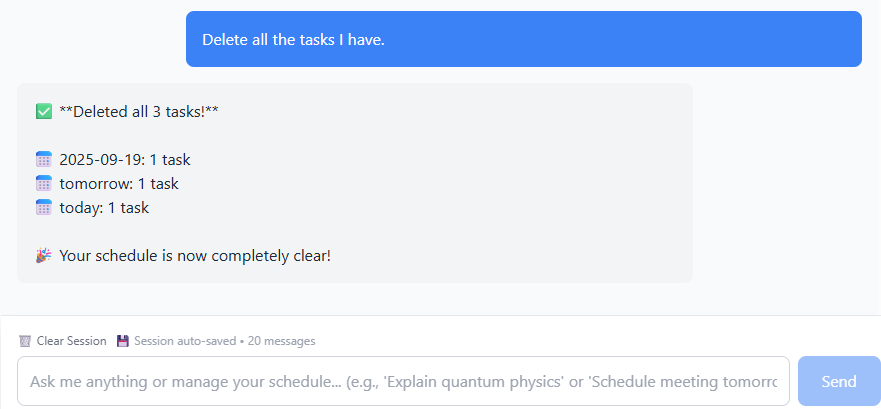 Delete all the tasks I have.
✅ **Deleted all 3 tasks!**
🗓️ 2025-09-19: 1 task
🗓️ tomorrow: 1 task
🗓️ today: 1 task
🎉 Your schedule is now completely clear!
🗑️ Clear Session 💾 Session auto-saved • 20 messages
Ask me anything or manage your schedule... (e.g., 'Explain quantum physics' or 'Schedule meeting tomorr
Send